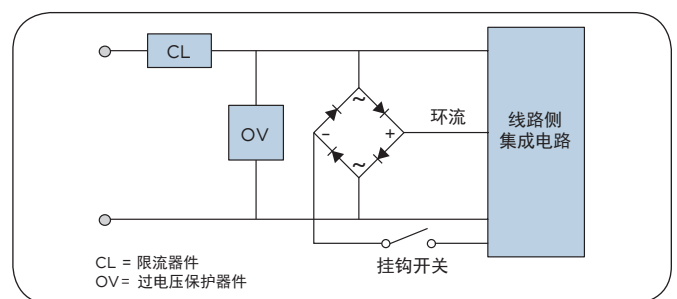 CL
OV
~
−
+
~
环流
线路侧
集成电路
挂钩开关
CL = 限流器件
OV= 过电压保护器件